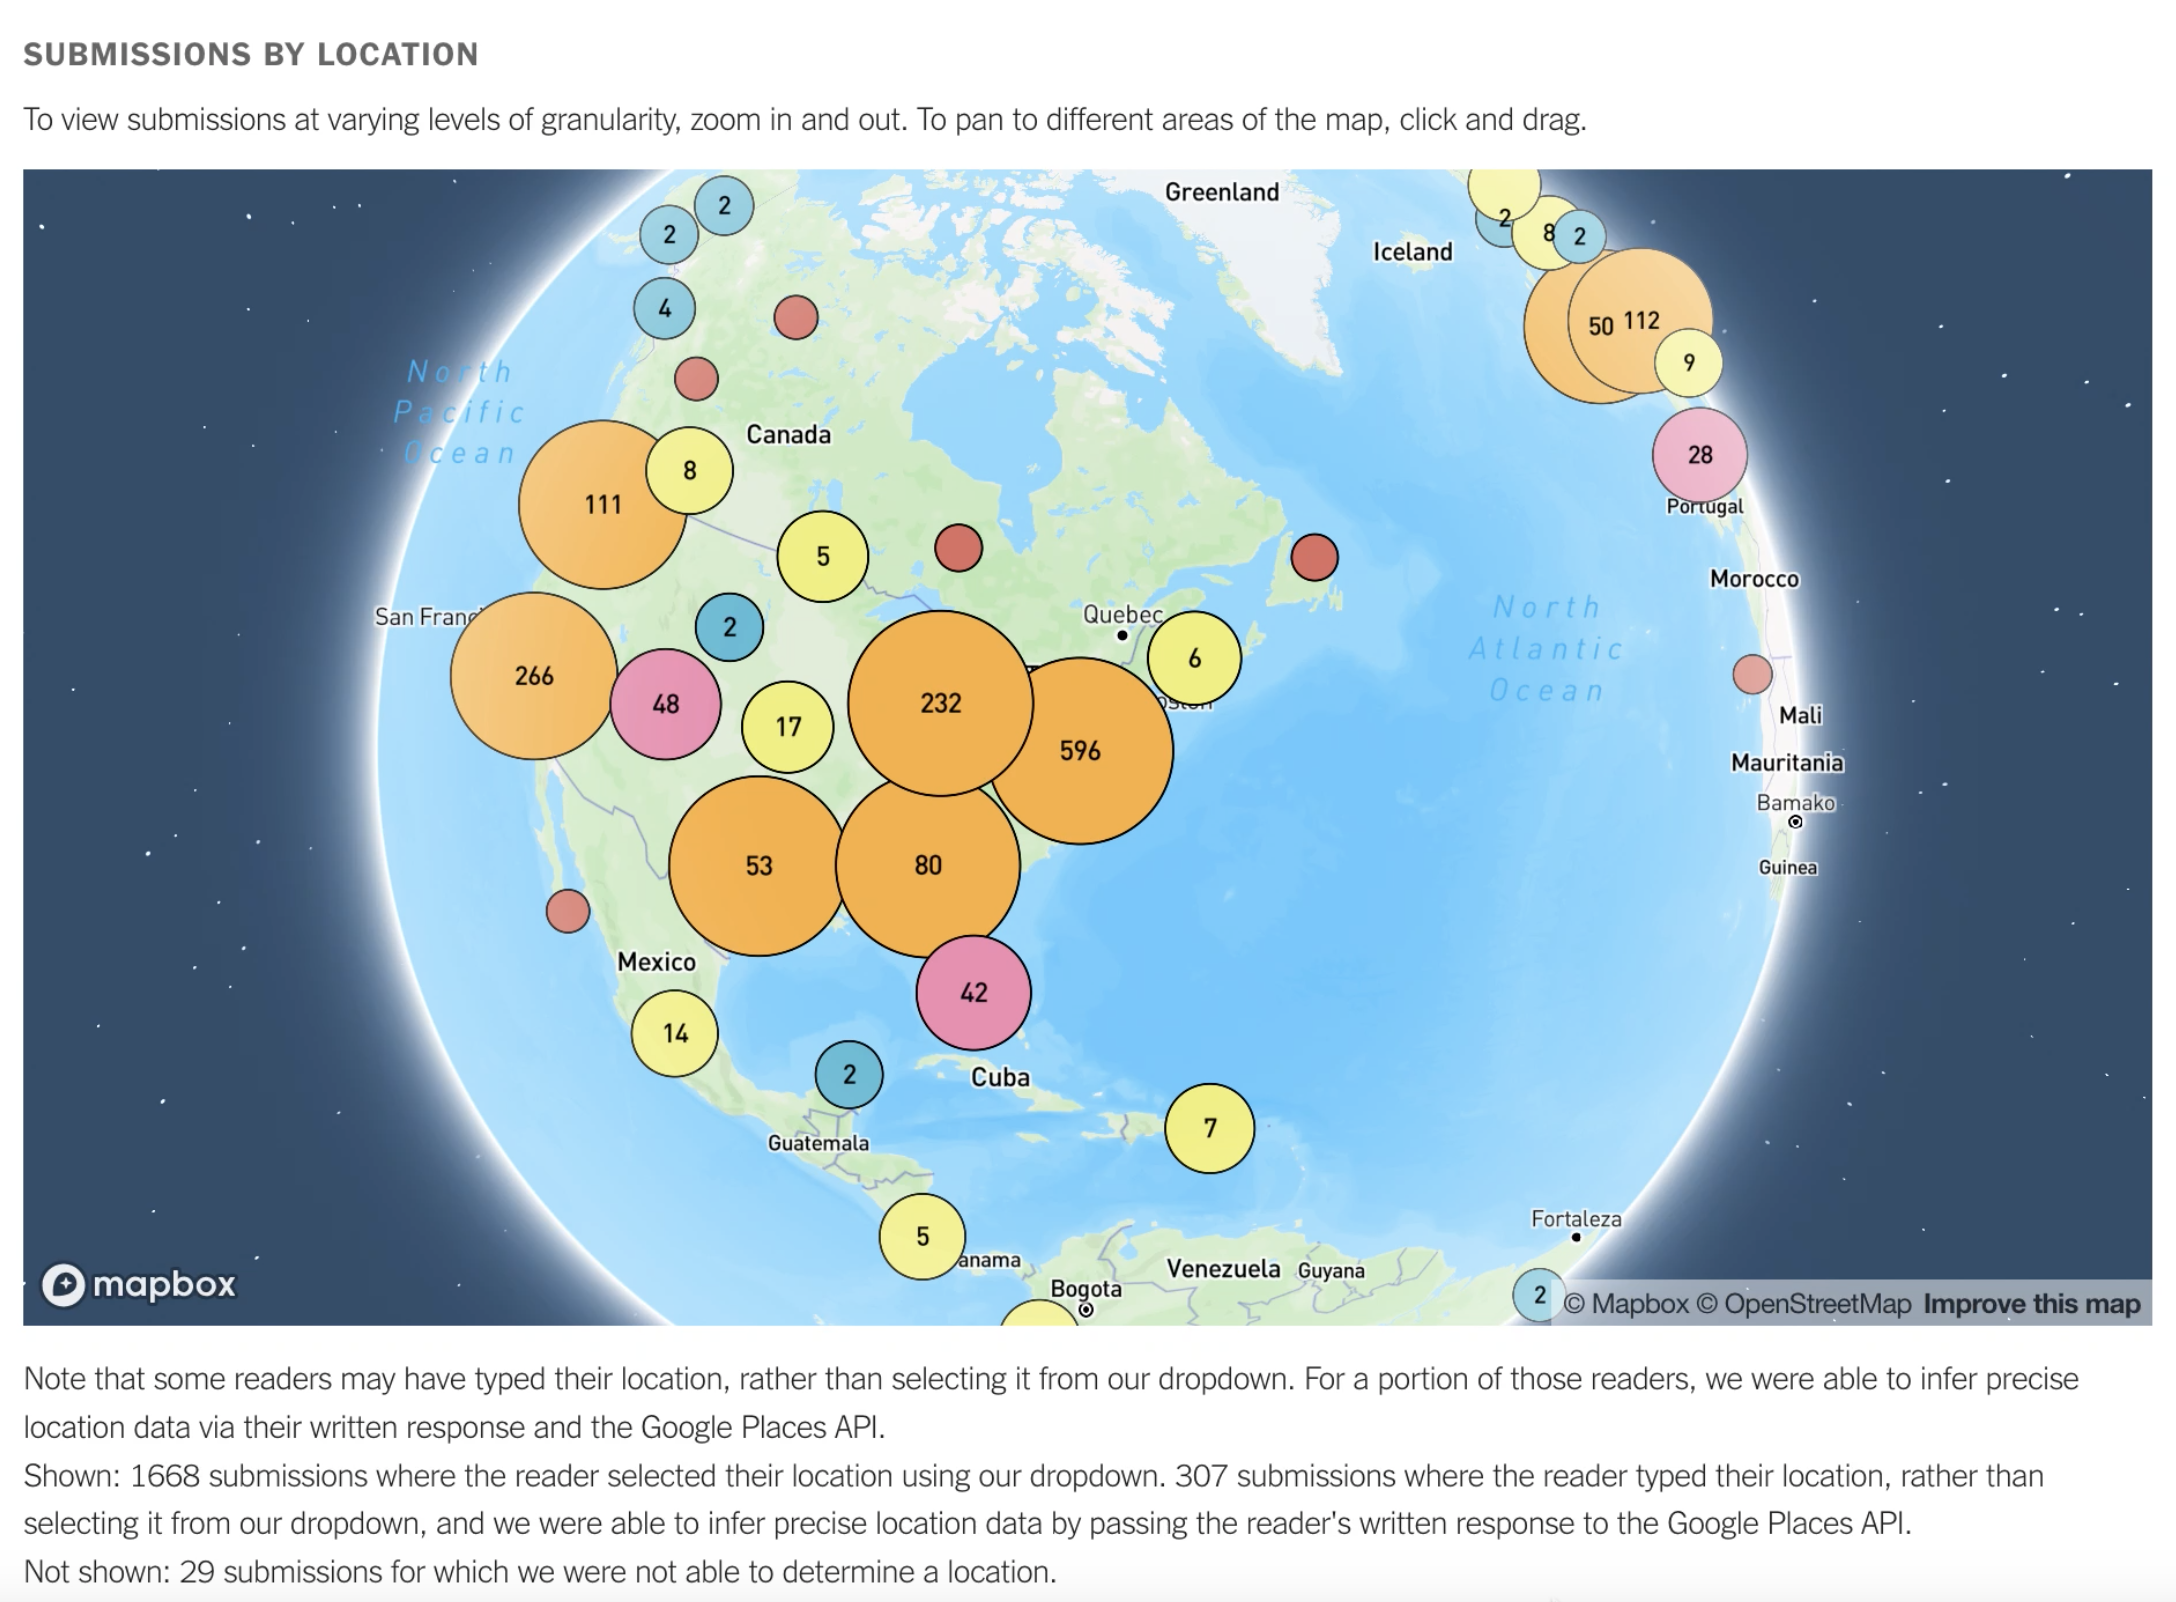 SUBMISSIONS BY LOCATION
To view submissions at varying levels of granularity, zoom in and out. To pan to different areas of the map, click and drag.
Greenland
2
2
2
8
2
Iceland
4
50
112
9
North
Pacific
Ocean
Canada
8
28
111
Portugal
5
Morocco
San Franc
2
Quebec
North
Atlantic
Ocean
6
266
48
17
232
596
Mali
Mauritania
Bamako
53
80
Guinea
Mexico
42
14
2
Cuba
7
Guatemala
5
anama
Fortaleza
Venezuela
Guyana
Bogota
2
mapbox
© Mapbox © OpenStreetMap Improve this map
Note that some readers may have typed their location, rather than selecting it from our dropdown. For a portion of those readers, we were able to infer precise
location data via their written response and the Google Places API.
Shown: 1668 submissions where the reader selected their location using our dropdown. 307 submissions where the reader typed their location, rather than
selecting it from our dropdown, and we were able to infer precise location data by passing the reader's written response to the Google Places API.
Not shown: 29 submissions for which we were not able to determine a location.